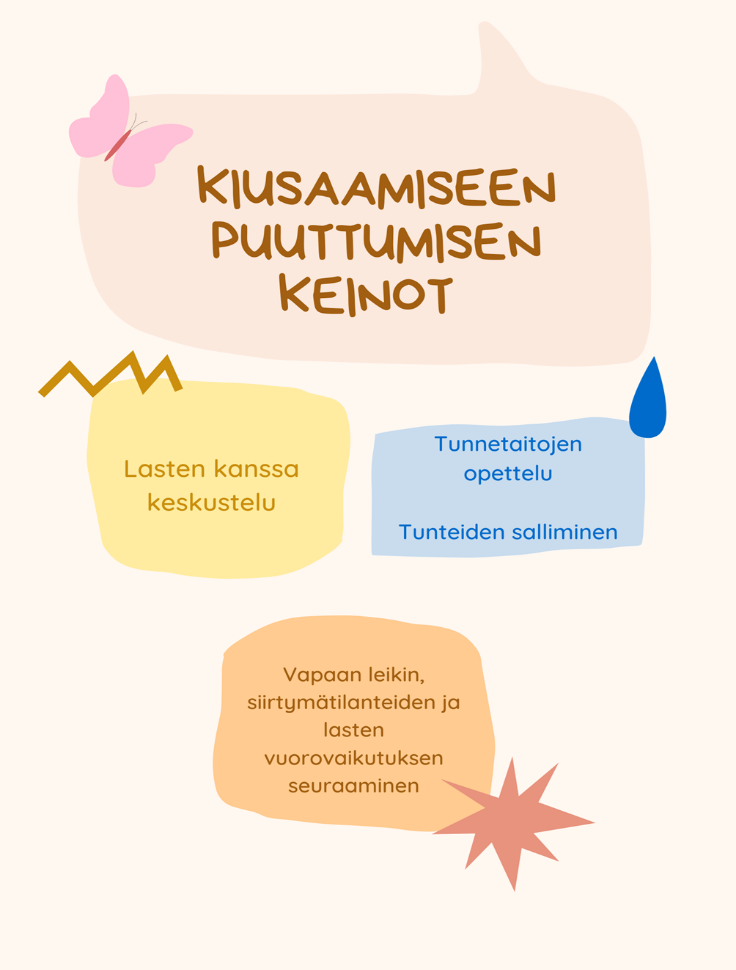 KIUSAAMISEEN
PUUTTUMISEN
KEINOT
Lasten kanssa
keskustelu
Tunnetaitojen
opettelu
Tunteiden salliminen
Vapaan leikin,
siirtymätilanteiden ja
lasten
vuorovaikutuksen
seuraaminen